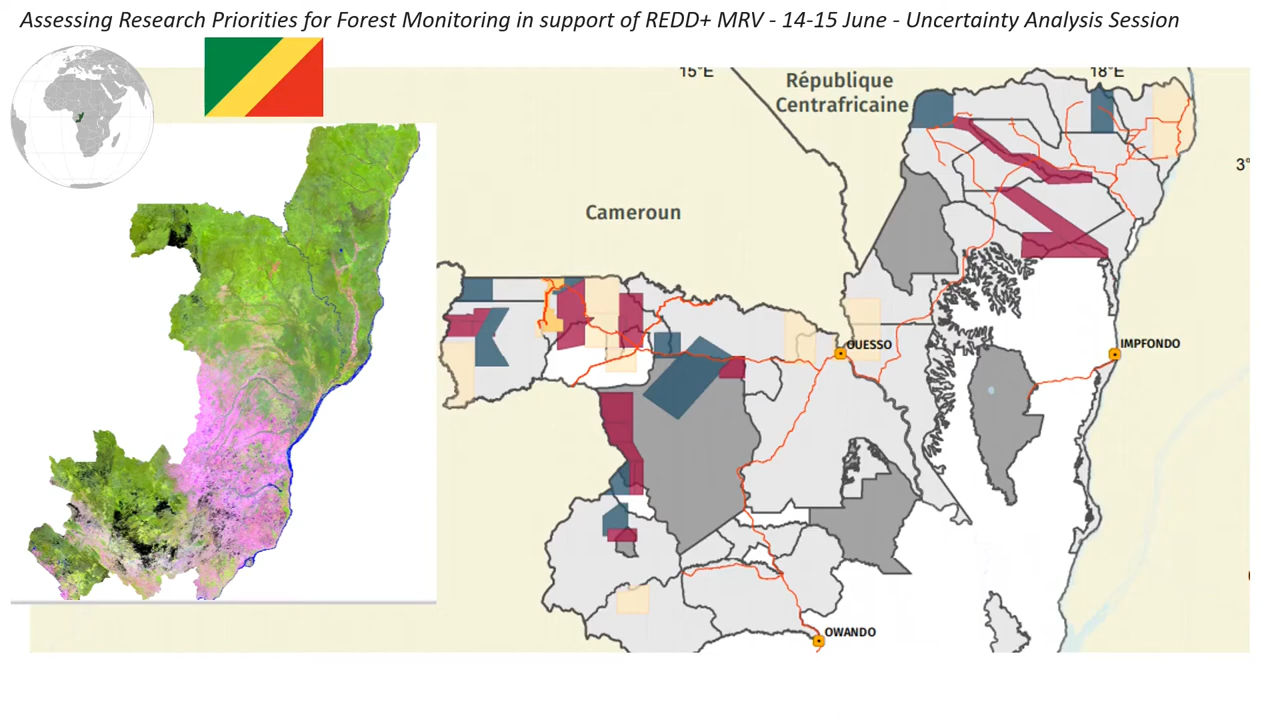 Assessing Research Priorities for Forest Monitoring in support of REDD+ MRV - 14-15 June - Uncertainty Analysis Session
15°E
18°E
République
Centrafricaine
3°
Cameroun
OUESSO
IMPFONDO
OWANDO